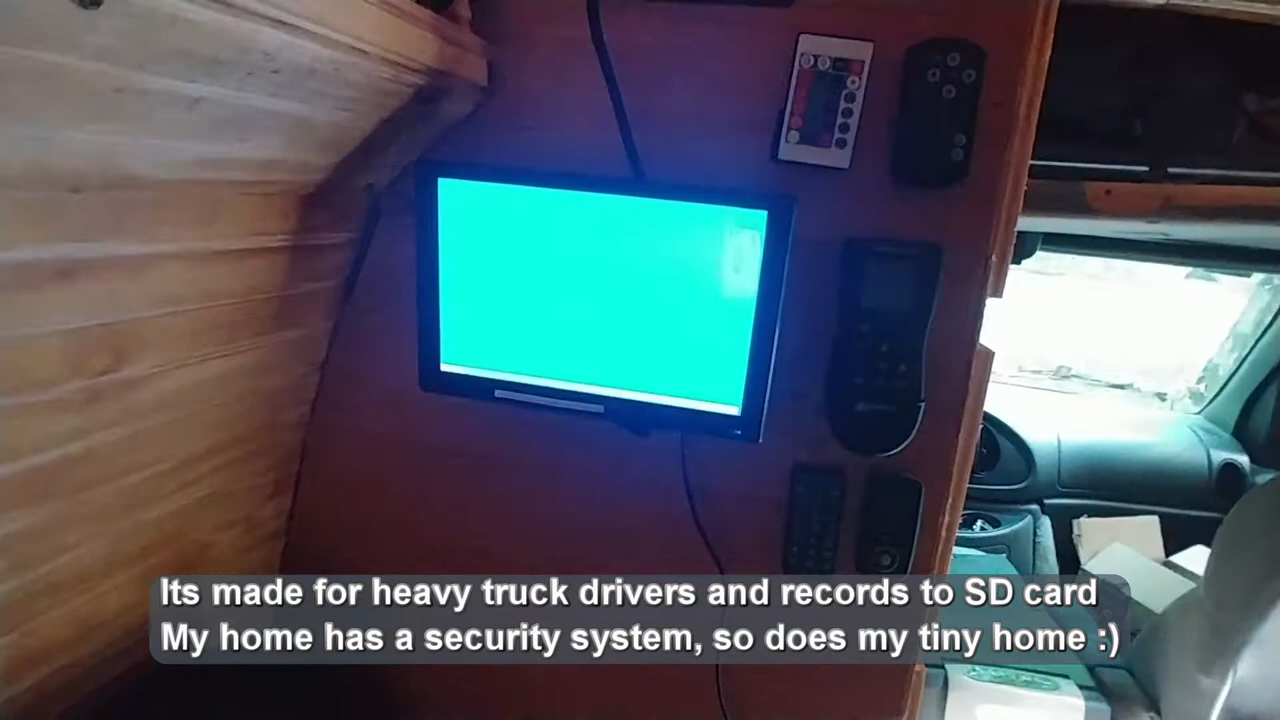 Its made for heavy truck drivers and records to SD card
My home has a security system, so does my tiny home :)